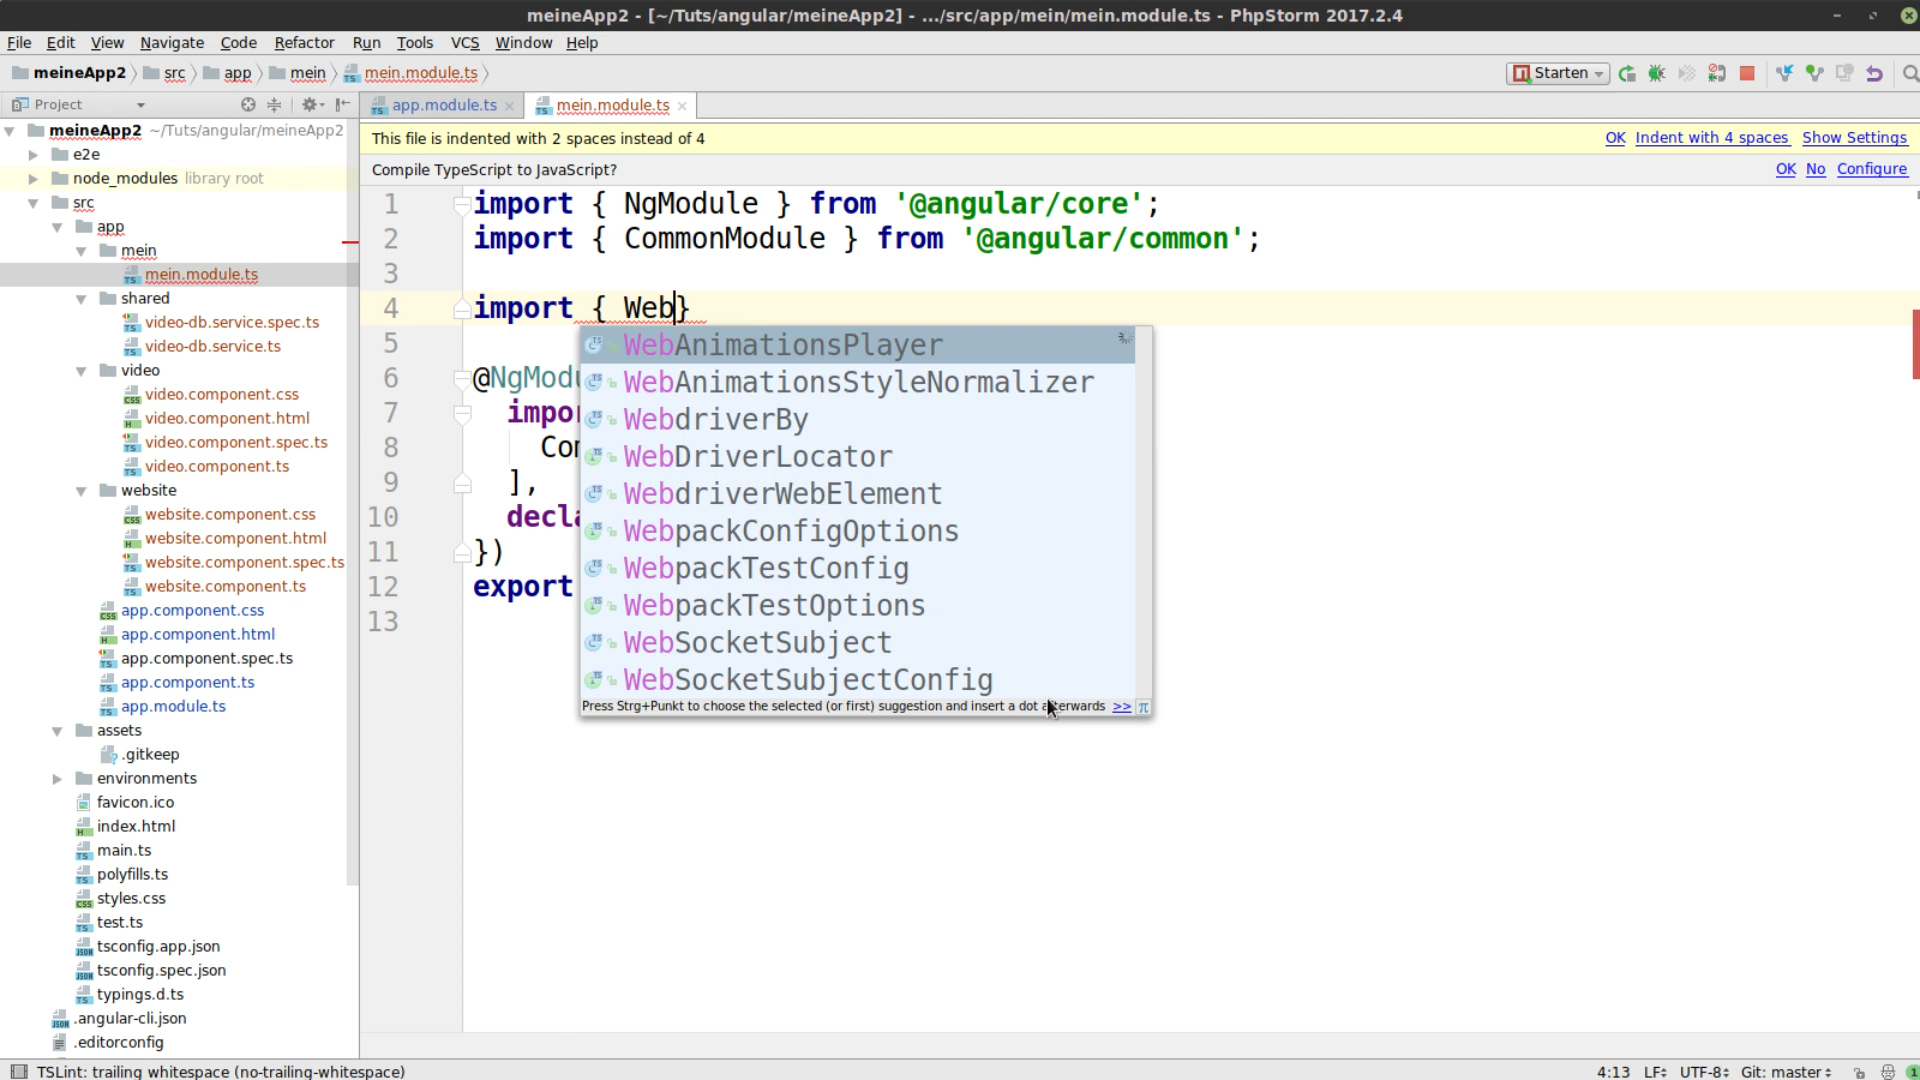 meineApp2 - [~/Tuts/angular/meineApp2] - .../src/app/mein/mein.module.ts - PhpStorm 2017.2.4
File Edit View Navigate Code Refactor Run Tools VCS Window Help
meineApp2 src app mein mein.module.ts Starten
Project
app.module.ts mein.module.ts
meineApp2 ~/Tuts/angular/meineApp2
e2e
node_modules library root
src
app
mein
mein.module.ts
shared
video-db.service.spec.ts
video-db.service.ts
video
video.component.css
video.component.html
video.component.spec.ts
video.component.ts
website
website.component.css
website.component.html
website.component.spec.ts
website.component.ts
app.component.css
app.component.html
app.component.spec.ts
app.component.ts
app.module.ts
assets
.gitkeep
environments
favicon.ico
index.html
main.ts
polyfills.ts
styles.css
test.ts
tsconfig.app.json
tsconfig.spec.json
typings.d.ts
.angular-cli.json
.editorconfig
This file is indented with 2 spaces instead of 4 OK Indent with 4 spaces Show Settings
Compile TypeScript to JavaScript? OK No Configure
1 import { NgModule } from '@angular/core';
2 import { CommonModule } from '@angular/common';
3
4 import { Web}
5
6 @NgModu
7 impor
8 Com
9 ],
10 decla
11 })
12 export
13
WebAnimationsPlayer
WebAnimationsStyleNormalizer
WebdriverBy
WebDriverLocator
WebdriverWebElement
WebpackConfigOptions
WebpackTestConfig
WebpackTestOptions
WebSocketSubject
WebSocketSubjectConfig
Press Strg+Punkt to choose the selected (or first) suggestion and insert a dot afterwards >> π
TSLint: trailing whitespace (no-trailing-whitespace) 4:13 LF UTF-8 Git: master 1